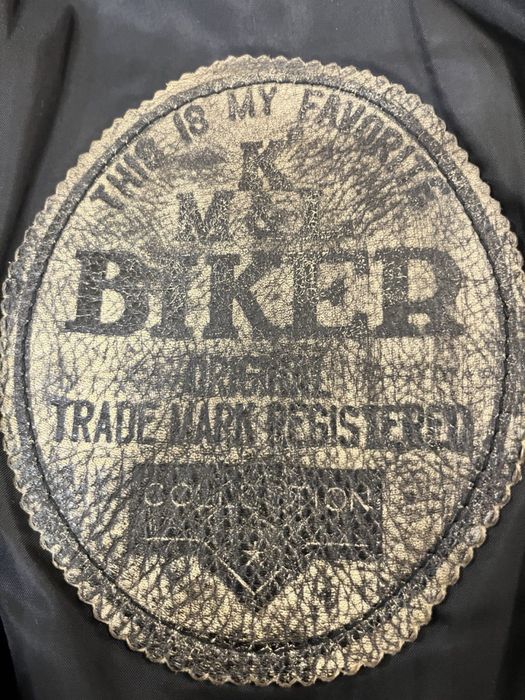 THIS IS MY FAVORITE
K
M & L
BIKER
ORIGINAL
TRADE MARK REGISTERED
COLLECTION